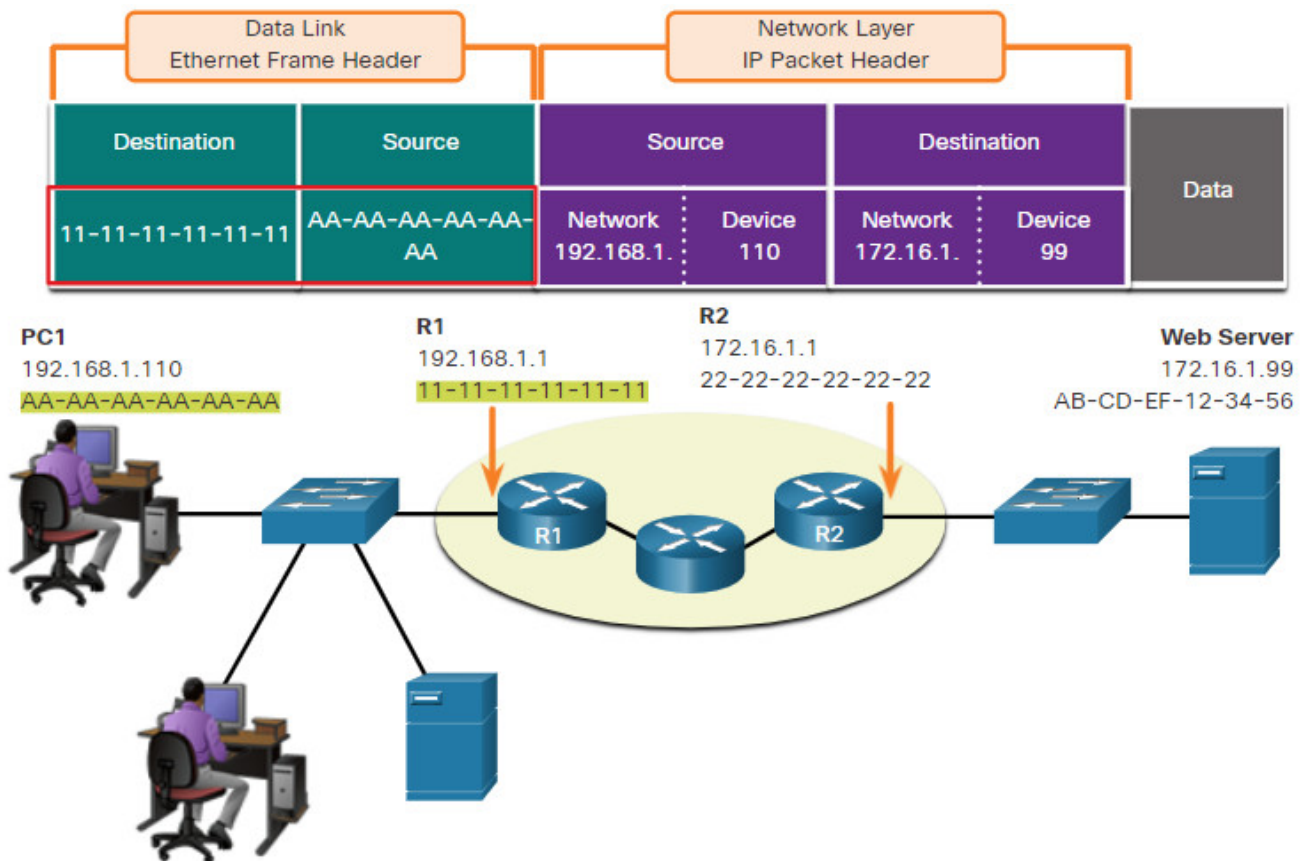 Data Link
Ethernet Frame Header
Network Layer
IP Packet Header
Destination
Source
Source
Destination
Data
11-11-11-11-11-11
AA-AA-AA-AA-AA-
AA
Network
192.168.1.
Device
110
Network
172.16.1.
Device
99
PC1
192.168.1.110
AA-AA-AA-AA-AA-AA
R1
192.168.1.1
11-11-11-11-11-11
R2
172.16.1.1
22-22-22-22-22-22
Web Server
172.16.1.99
AB-CD-EF-12-34-56
R1
R2